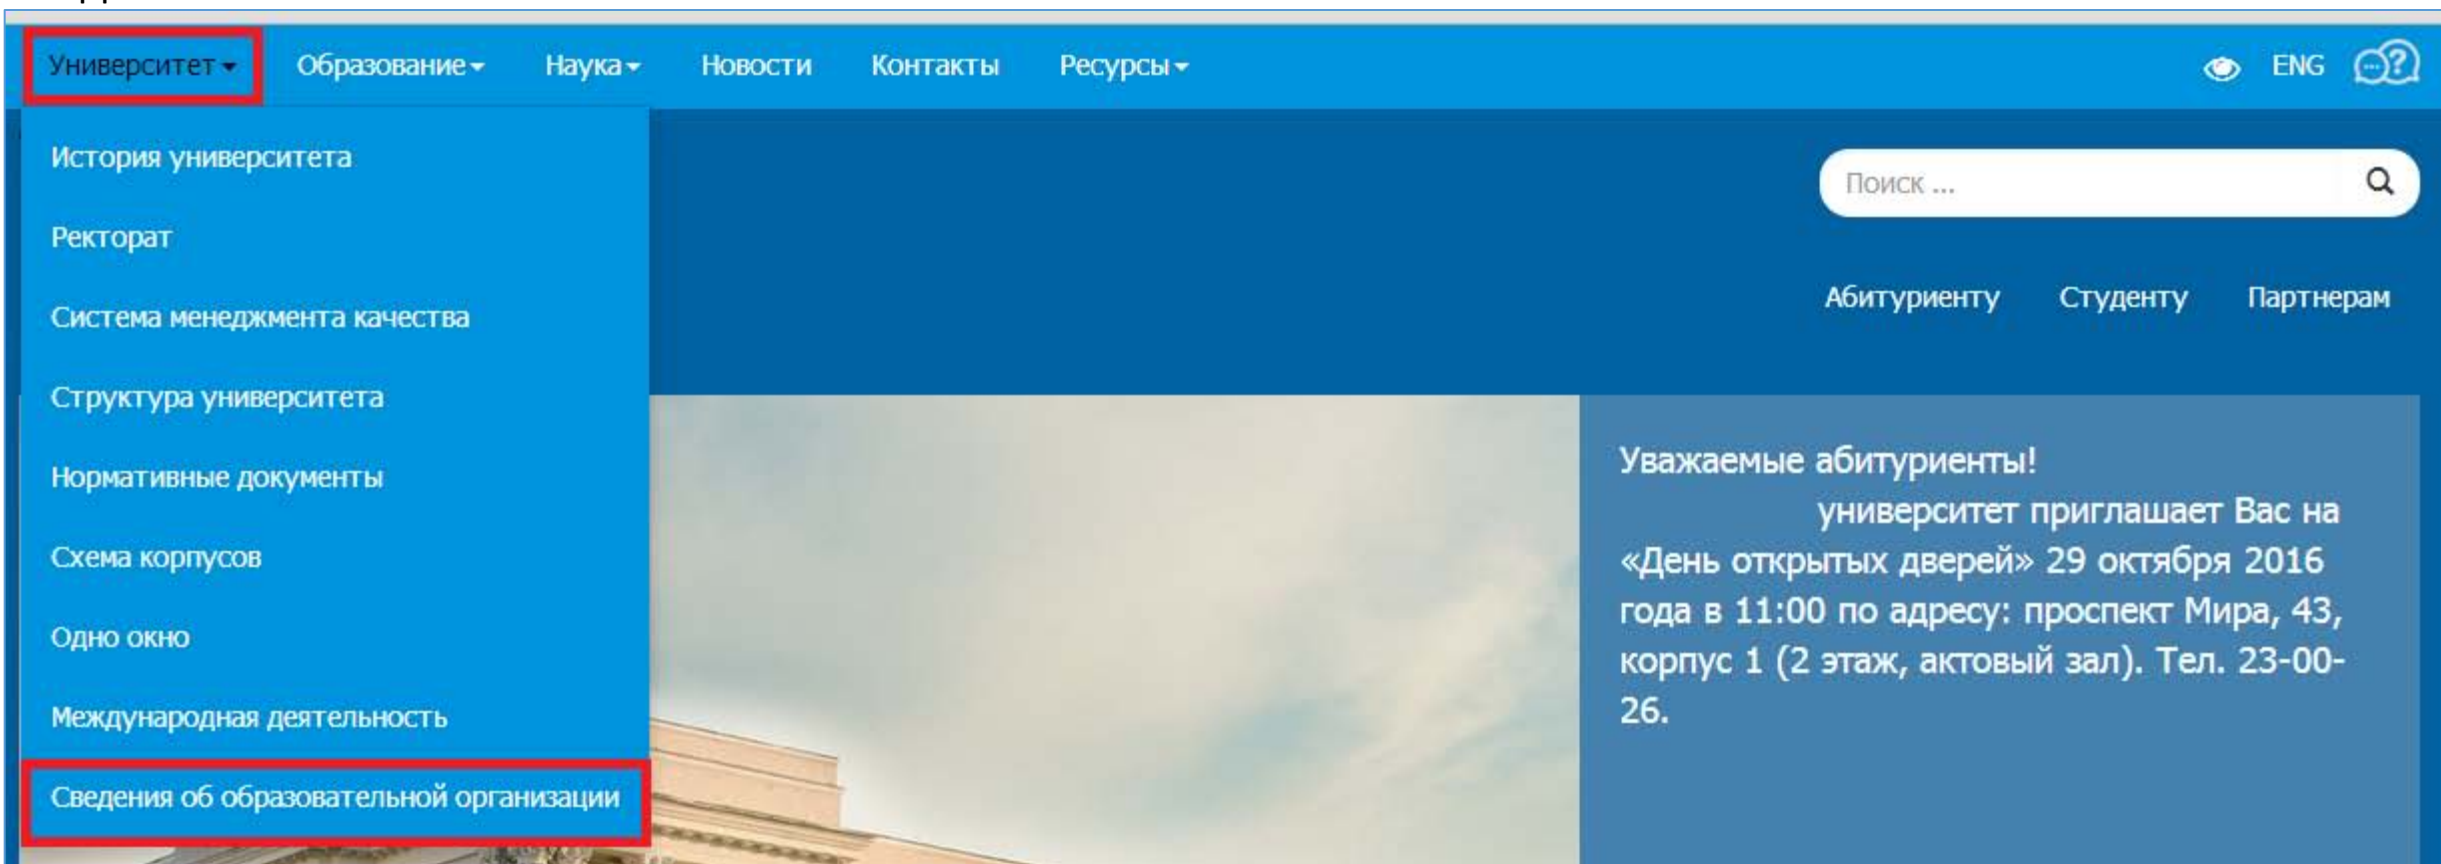 Университет
Образование
Наука
Новости
Контакты
Ресурсы
ENG
История университета
Ректорат
Система менеджмента качества
Структура университета
Нормативные документы
Схема корпусов
Одно окно
Международная деятельность
Сведения об образовательной организации
Поиск ...
Абитуриенту
Студенту
Партнерам
Уважаемые абитуриенты!
университет приглашает Вас на
«День открытых дверей» 29 октября 2016
года в 11:00 по адресу: проспект Мира, 43,
корпус 1 (2 этаж, актовый зал). Тел. 23-00-
26.